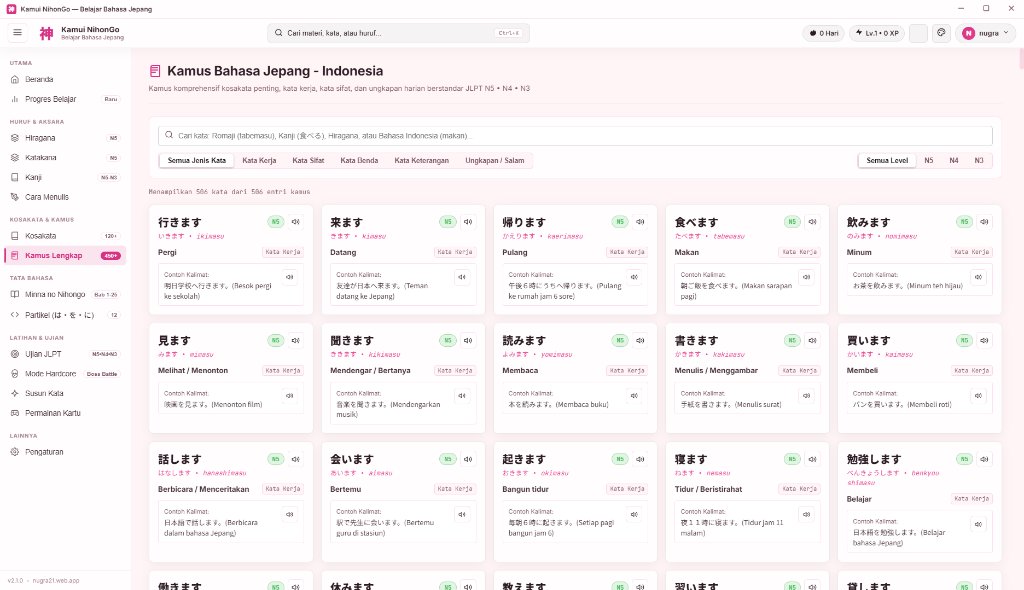 Kamui NihonGo — Belajar Bahasa Jepang
神
Kamui NihonGo
Belajar Bahasa Jepang
Cari materi, kata, atau huruf...
Ctrl+K
0 Hari
Lv.1 • 0 XP
N
nugra
UTAMA
Beranda
Progres Belajar
Baru
HURUF & AKSARA
Hiragana
N5
Katakana
N5
Kanji
N5-N3
Cara Menulis
KOSAKATA & KAMUS
Kosakata
120+
Kamus Lengkap
450+
TATA BAHASA
Minna no Nihongo
Bab 1-25
Partikel (は・を・に)
12
LATIHAN & UJIAN
Ujian JLPT
N5•N4•N3
Mode Hardcore
Boss Battle
Susun Kata
Permainan Kartu
LAINNYA
Pengaturan
v2.1.0 • nugra21.web.app
Kamus Bahasa Jepang - Indonesia
Kamus komprehensif kosakata penting, kata kerja, kata sifat, dan ungkapan harian berstandar JLPT N5 • N4 • N3
Cari kata: Romaji (tabemasu), Kanji (食べる), Hiragana, atau Bahasa Indonesia (makan)...
Semua Jenis Kata
Kata Kerja
Kata Sifat
Kata Benda
Kata Keterangan
Ungkapan / Salam
Semua Level
N5
N4
N3
Menampilkan 506 kata dari 506 entri kamus
行きます
N5
いきます • ikimasu
Pergi
Kata Kerja
Contoh Kalimat:
明日学校へ行きます。(Besok pergi
ke sekolah)
来ます
N5
きます • kimasu
Datang
Kata Kerja
Contoh Kalimat:
友達が日本へ来ます。(Teman
datang ke Jepang)
帰ります
N5
かえります • kaerimasu
Pulang
Kata Kerja
Contoh Kalimat:
午後６時にうちへ帰ります。(Pulang
ke rumah jam 6 sore)
食べます
N5
たべます • tabemasu
Makan
Kata Kerja
Contoh Kalimat:
朝ご飯を食べます。(Makan sarapan
pagi)
飲みます
N5
のみます • nomimasu
Minum
Kata Kerja
Contoh Kalimat:
お茶を飲みます。(Minum teh hijau)
見ます
N5
みます • mimasu
Melihat / Menonton
Kata Kerja
Contoh Kalimat:
映画を見ます。(Menonton film)
聞きます
N5
ききます • kikimasu
Mendengar / Bertanya
Kata Kerja
Contoh Kalimat:
音楽を聞きます。(Mendengarkan
musik)
読みます
N5
よみます • yomimasu
Membaca
Kata Kerja
Contoh Kalimat:
本を読みます。(Membaca buku)
書きます
N5
かきます • kakimasu
Menulis / Menggambar
Kata Kerja
Contoh Kalimat:
手紙を書きます。(Menulis surat)
買います
N5
かいます • kaimasu
Membeli
Kata Kerja
Contoh Kalimat:
パンを買います。(Membeli roti)
話します
N5
はなします • hanashimasu
Berbicara / Menceritakan
Kata Kerja
Contoh Kalimat:
日本語で話します。(Berbicara
dalam bahasa Jepang)
会います
N5
あいます • aimasu
Bertemu
Kata Kerja
Contoh Kalimat:
駅で先生に会います。(Bertemu
guru di stasiun)
起きます
N5
おきます • okimasu
Bangun tidur
Kata Kerja
Contoh Kalimat:
毎朝６時に起きます。(Setiap pagi
bangun jam 6)
寝ます
N5
ねます • nemasu
Tidur / Beristirahat
Kata Kerja
Contoh Kalimat:
夜１１時に寝ます。(Tidur jam 11
malam)
勉強します
N5
べんきょうします • benkyou
shimasu
Belajar
Kata Kerja
Contoh Kalimat:
日本語を勉強します。(Belajar
bahasa Jepang)
働きます
N5
休みます
N5
教えます
N5
習います
N5
貸します
N5